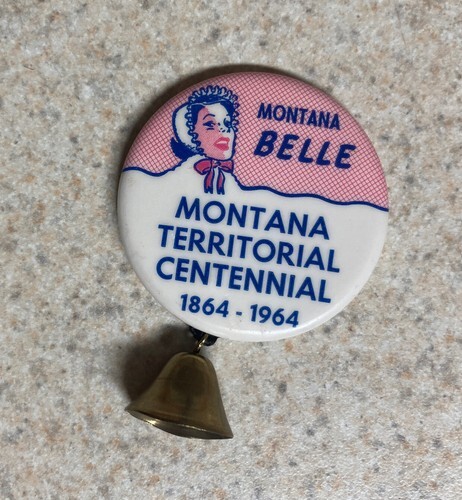 MONTANA
BELLE
MONTANA
TERRITORIAL
CENTENNIAL
1864 - 1964